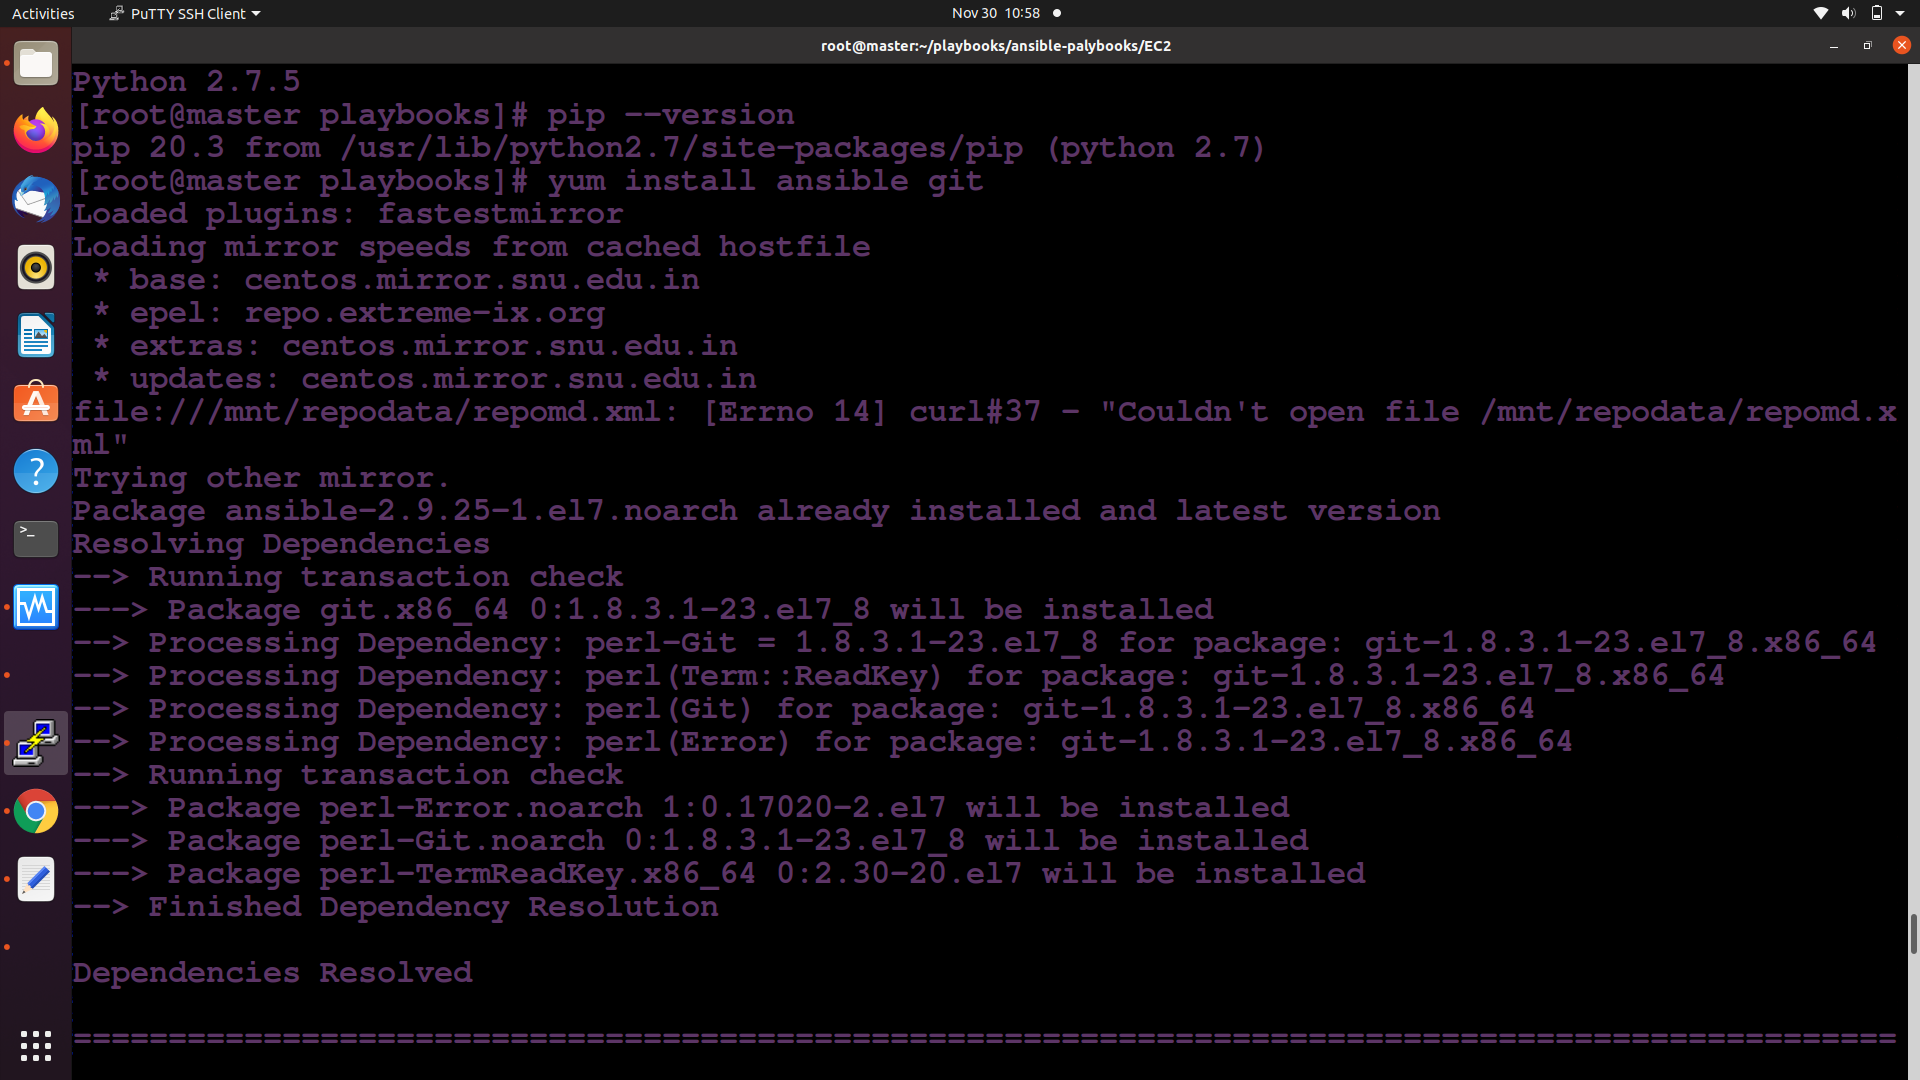 Activities PuTTY SSH Client Nov 30 10:58
root@master:~/playbooks/ansible-palybooks/EC2
Python 2.7.5
[root@master playbooks]# pip --version
pip 20.3 from /usr/lib/python2.7/site-packages/pip (python 2.7)
[root@master playbooks]# yum install ansible git
Loaded plugins: fastestmirror
Loading mirror speeds from cached hostfile
 * base: centos.mirror.snu.edu.in
 * epel: repo.extreme-ix.org
 * extras: centos.mirror.snu.edu.in
 * updates: centos.mirror.snu.edu.in
file:///mnt/repodata/repomd.xml: [Errno 14] curl#37 - "Couldn't open file /mnt/repodata/repomd.x
ml"
Trying other mirror.
Package ansible-2.9.25-1.el7.noarch already installed and latest version
Resolving Dependencies
--> Running transaction check
---> Package git.x86_64 0:1.8.3.1-23.el7_8 will be installed
--> Processing Dependency: perl-Git = 1.8.3.1-23.el7_8 for package: git-1.8.3.1-23.el7_8.x86_64
--> Processing Dependency: perl(Term::ReadKey) for package: git-1.8.3.1-23.el7_8.x86_64
--> Processing Dependency: perl(Git) for package: git-1.8.3.1-23.el7_8.x86_64
--> Processing Dependency: perl(Error) for package: git-1.8.3.1-23.el7_8.x86_64
--> Running transaction check
---> Package perl-Error.noarch 1:0.17020-2.el7 will be installed
---> Package perl-Git.noarch 0:1.8.3.1-23.el7_8 will be installed
---> Package perl-TermReadKey.x86_64 0:2.30-20.el7 will be installed
--> Finished Dependency Resolution
Dependencies Resolved
================================================================================================